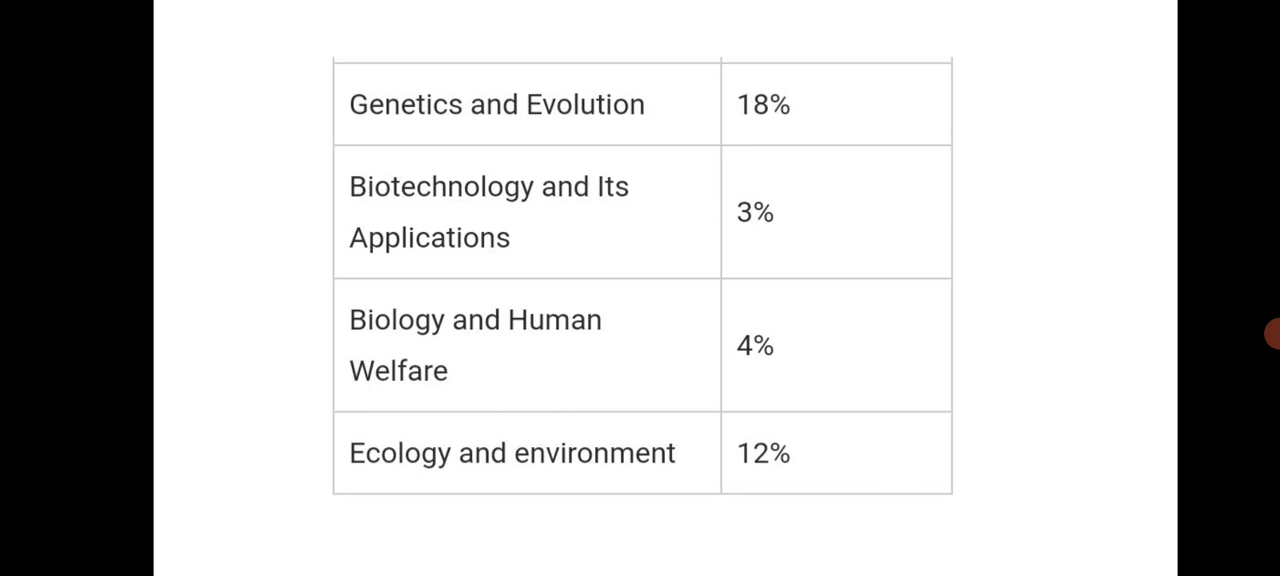 Genetics and Evolution 18%
Biotechnology and Its
Applications
3%
Biology and Human
Welfare
4%
Ecology and environment 12%